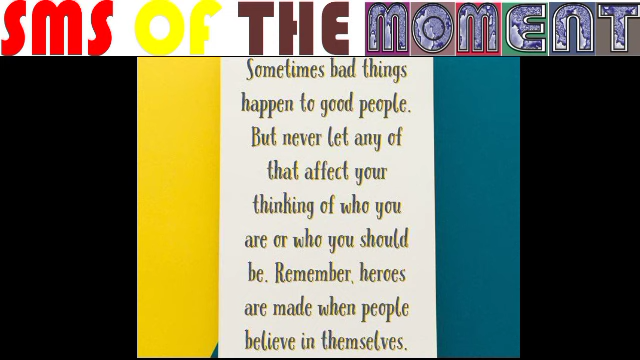 SMS OF THE MOMENT
Sometimes bad things
happen to good people.
But never let any of
that affect your
thinking of who you
are or who you should
be. Remember, heroes
are made when people
believe in themselves.